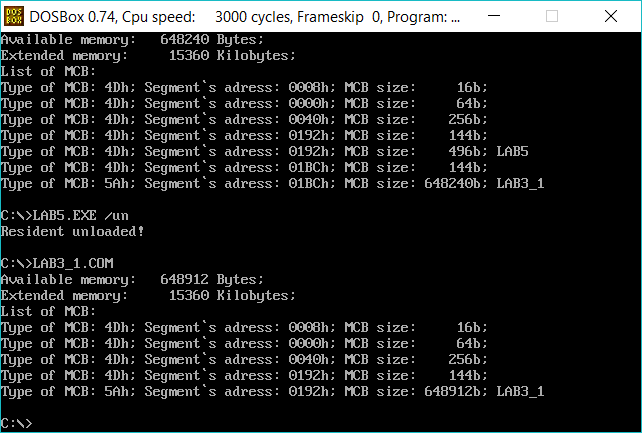 DOS BOX DOSBox 0.74, Cpu speed:     3000 cycles, Frameskip  0, Program: ...
Available memory:   648240 Bytes;
Extended memory:     15360 Kilobytes;
List of MCB:
Type of MCB: 4Dh; Segment`s adress: 0008h; MCB size:     16b;
Type of MCB: 4Dh; Segment`s adress: 0000h; MCB size:     64b;
Type of MCB: 4Dh; Segment`s adress: 0040h; MCB size:    256b;
Type of MCB: 4Dh; Segment`s adress: 0192h; MCB size:    144b;
Type of MCB: 4Dh; Segment`s adress: 0192h; MCB size:    496b; LAB5
Type of MCB: 4Dh; Segment`s adress: 01BCh; MCB size:    144b;
Type of MCB: 5Ah; Segment`s adress: 01BCh; MCB size: 648240b; LAB3_1
C:\>LAB5.EXE /un
Resident unloaded!
C:\>LAB3_1.COM
Available memory:   648912 Bytes;
Extended memory:     15360 Kilobytes;
List of MCB:
Type of MCB: 4Dh; Segment`s adress: 0008h; MCB size:     16b;
Type of MCB: 4Dh; Segment`s adress: 0000h; MCB size:     64b;
Type of MCB: 4Dh; Segment`s adress: 0040h; MCB size:    256b;
Type of MCB: 4Dh; Segment`s adress: 0192h; MCB size:    144b;
Type of MCB: 5Ah; Segment`s adress: 0192h; MCB size: 648912b; LAB3_1
C:\>